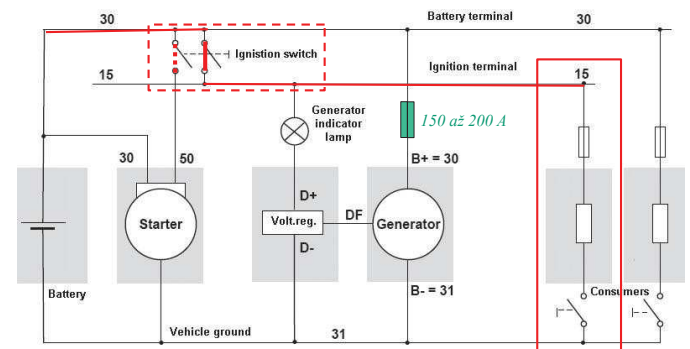 30
Battery terminal
30
Ignistion switch
Ignition terminal
15
15
Generator
indicator
lamp
150 až 200 A
30
50
B+ = 30
D+
Starter
Volt.reg.
DF
Generator
D-
Battery
B- = 31
Consumers
Vehicle ground
31